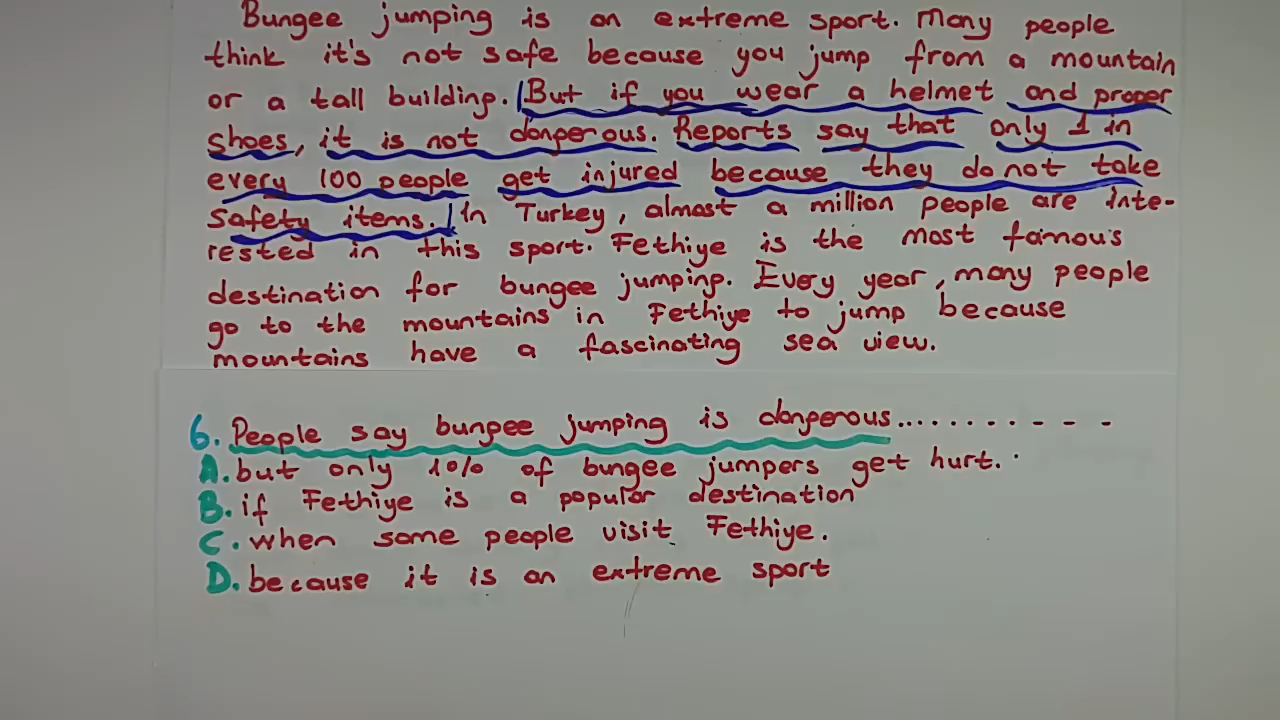 Bungee jumping is an extreme sport. Many people
think it's not safe because you jump from a mountain
or a tall building. But if you wear a helmet and proper
shoes, it is not dangerous. Reports say that only 1 in
every 100 people get injured because they do not take
safety items. In Turkey, almost a million people are inte-
rested in this sport. Fethiye is the most famous
destination for bungee jumping. Every year, many people
go to the mountains in Fethiye to jump because
mountains have a fascinating sea view.
6. People say bungee jumping is dangerous..........
A. but only 10% of bungee jumpers get hurt.
B. if Fethiye is a popular destination
C. when some people visit Fethiye.
D. because it is an extreme sport